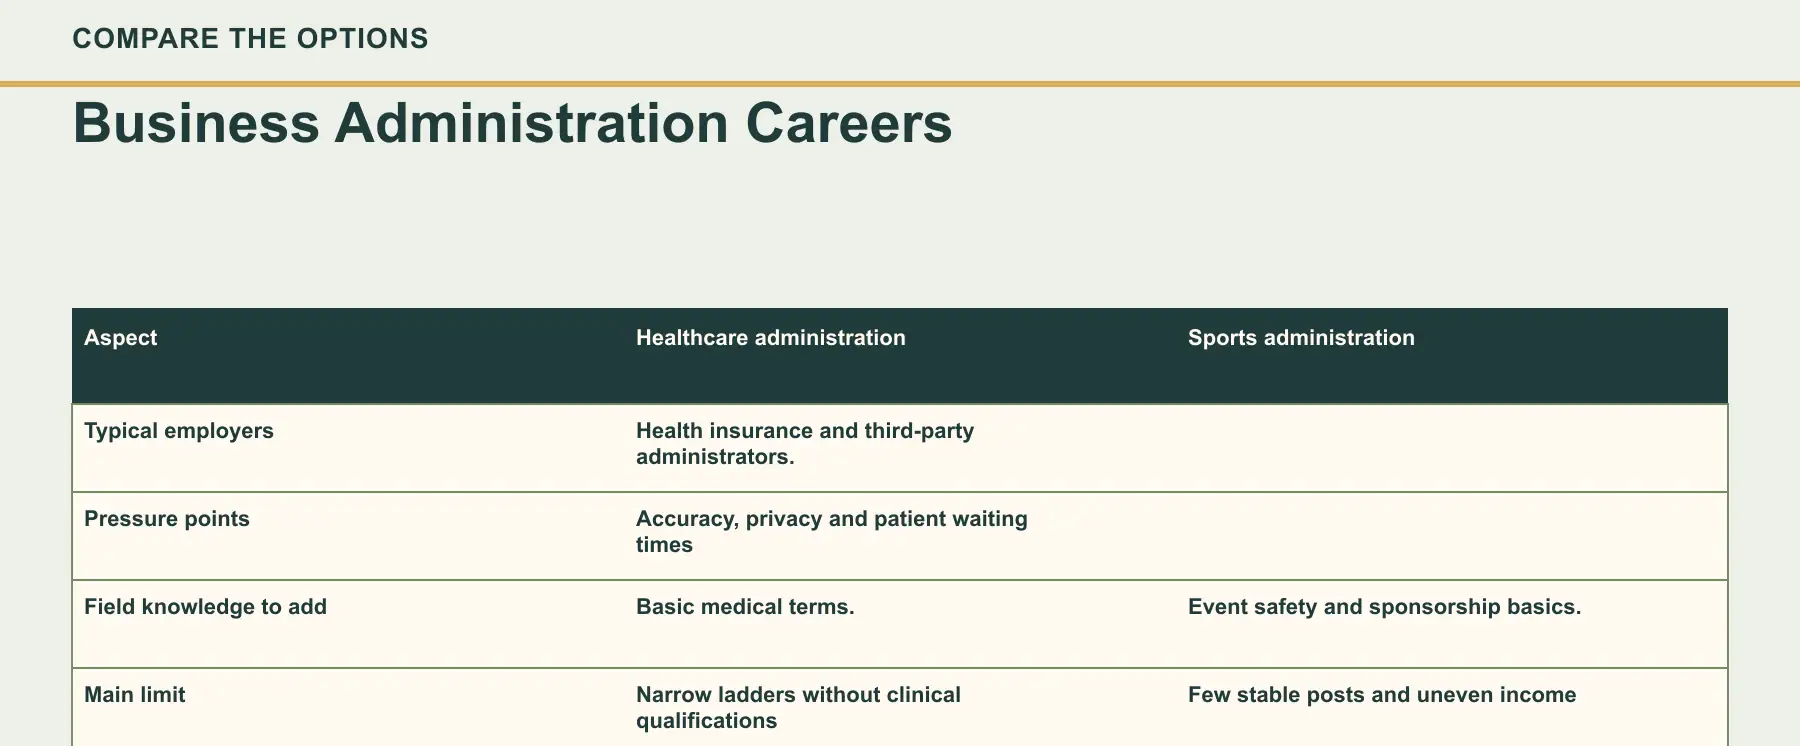 COMPARE THE OPTIONS
Business Administration Careers
Aspect
Healthcare administration
Sports administration
Typical employers
Health insurance and third-party
administrators.
Pressure points
Accuracy, privacy and patient waiting
times
Field knowledge to add
Basic medical terms.
Event safety and sponsorship basics.
Main limit
Narrow ladders without clinical
qualifications
Few stable posts and uneven income